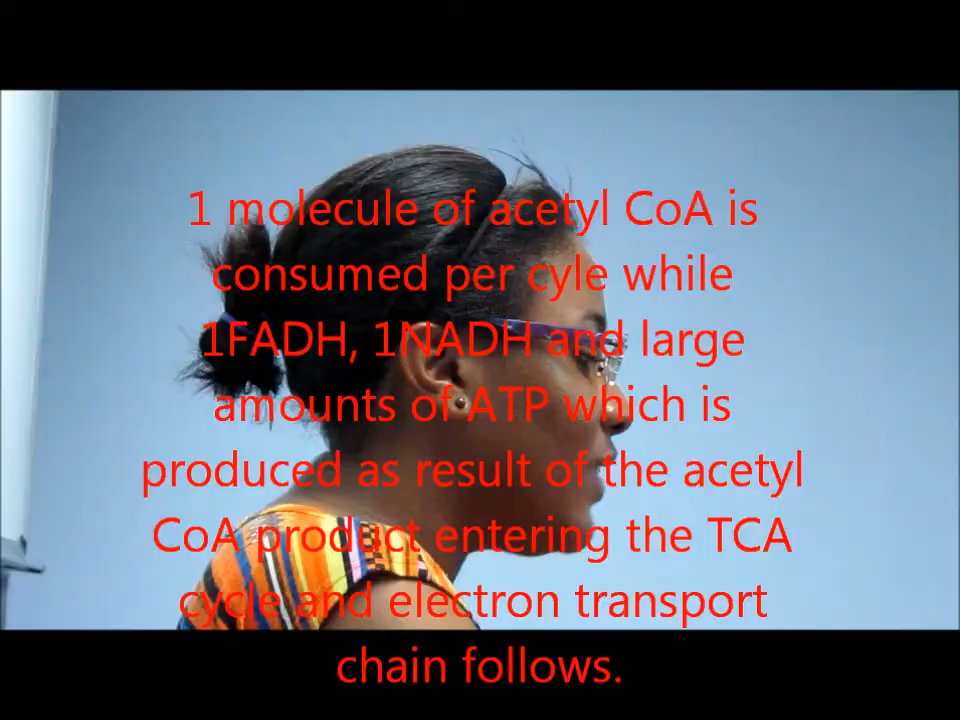 1 molecule of acetyl CoA is
consumed per cyle while
1FADH, 1NADH and large
amounts of ATP which is
produced as result of the acetyl
CoA product entering the TCA
cycle and electron transport
chain follows.